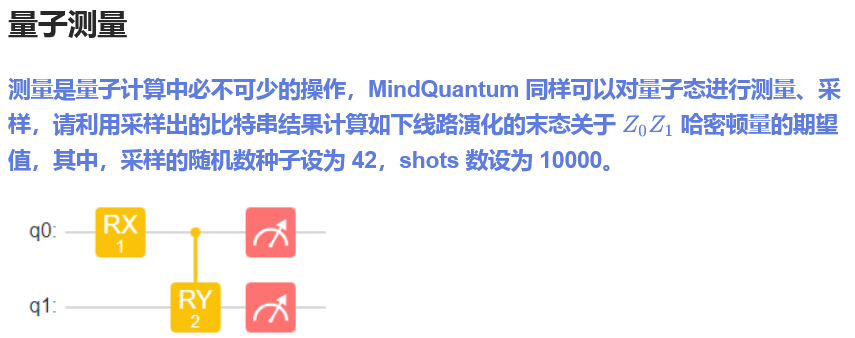 量子测量
测量是量子计算中必不可少的操作，MindQuantum 同样可以对量子态进行测量、采
样，请利用采样出的比特串结果计算如下线路演化的末态关于 Z₀Z₁ 哈密顿量的期望
值，其中，采样的随机数种子设为 42，shots 数设为 10000。
q0: RX 1
q1: RY 2